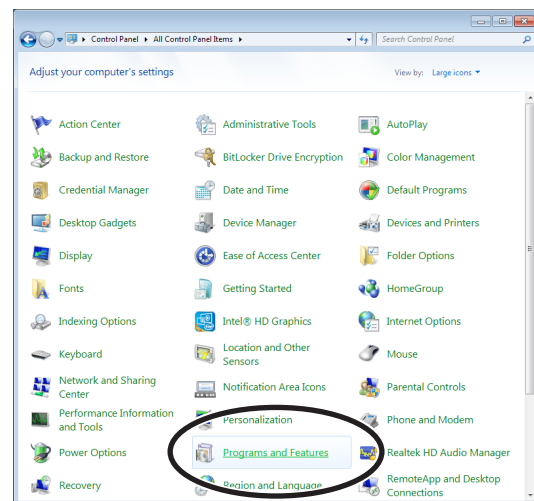 Control Panel All Control Panel Items Search Control Panel
Adjust your computer's settings View by: Large icons
Action Center Administrative Tools AutoPlay
Backup and Restore BitLocker Drive Encryption Color Management
Credential Manager Date and Time Default Programs
Desktop Gadgets Device Manager Devices and Printers
Display Ease of Access Center Folder Options
Fonts Getting Started HomeGroup
Indexing Options Intel® HD Graphics Internet Options
Keyboard Location and Other Mouse
Sensors
Network and Sharing Notification Area Icons Parental Controls
Center
Performance Information Personalization Phone and Modem
and Tools
Power Options Programs and Features Realtek HD Audio Manager
Recovery Region and Language RemoteApp and Desktop
Connections